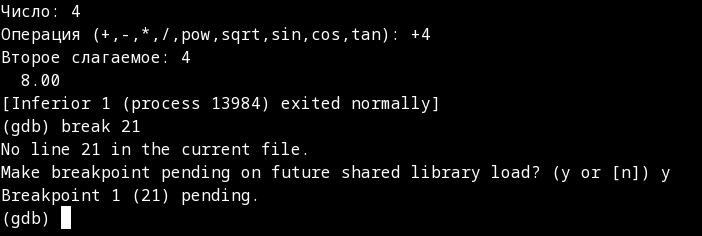 Число: 4
Операция (+,-,*,/,pow,sqrt,sin,cos,tan): +4
Второе слагаемое: 4
  8.00
[Inferior 1 (process 13984) exited normally]
(gdb) break 21
No line 21 in the current file.
Make breakpoint pending on future shared library load? (y or [n]) y
Breakpoint 1 (21) pending.
(gdb)